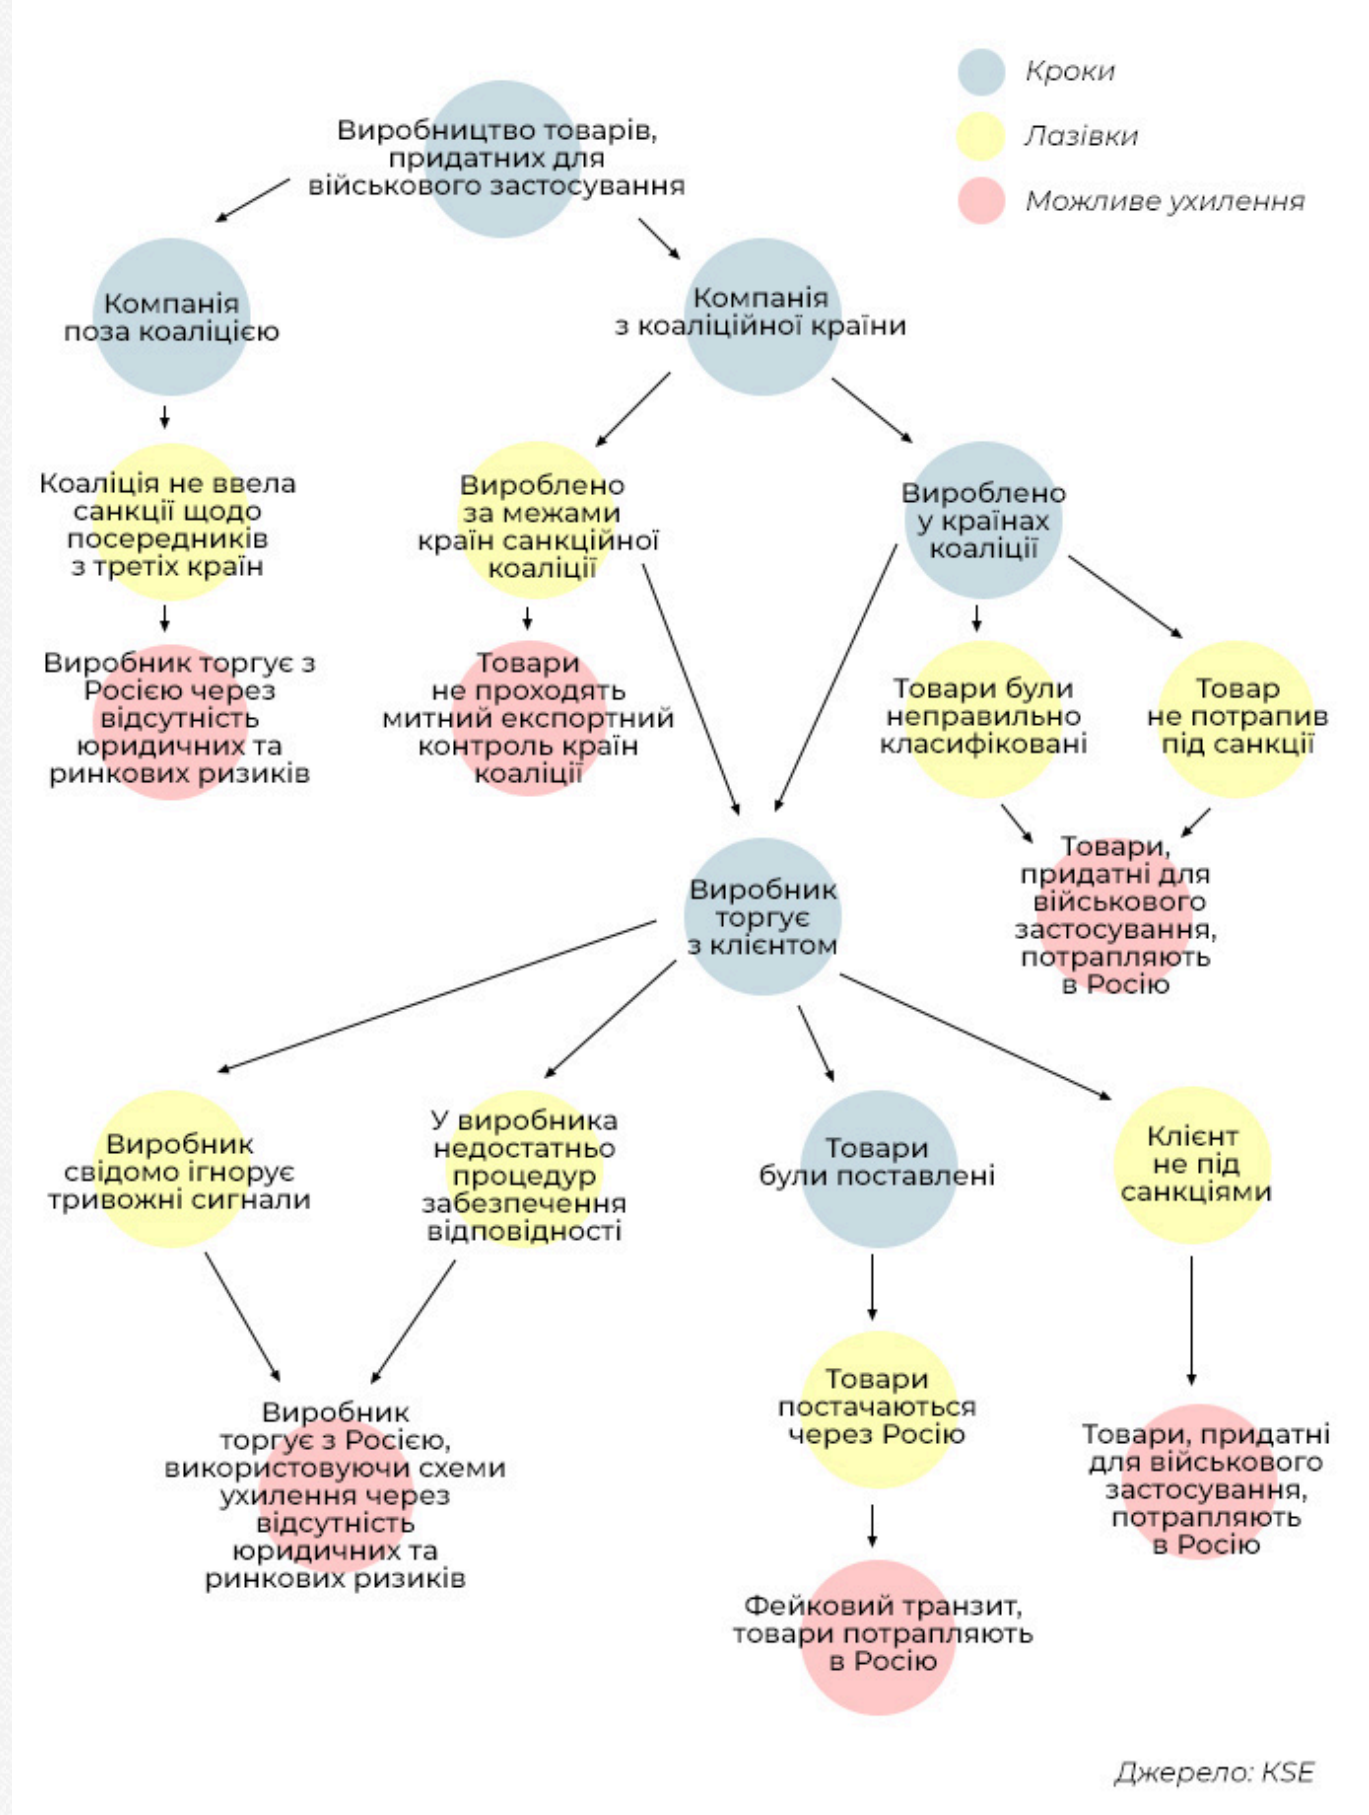 Кроки
Лазівки
Можливе ухилення
Виробництво товарів,
придатних для
військового застосування
Компанія
поза коаліцією
Компанія
з коаліційної країни
Коаліція не ввела
санкції щодо
посередників
з третіх країн
Вироблено
за межами
країн санкційної
коаліції
Вироблено
у країнах
коаліції
Виробник торгує з
Росією через
відсутність
юридичних та
ринкових ризиків
Товари
не проходять
митний експортний
контроль країн
коаліції
Товари були
неправильно
класифіковані
Товар
не потрапив
під санкції
Виробник
торгує
з клієнтом
Товари,
придатні для
військового
застосування,
потрапляють
в Росію
Виробник
свідомо ігнорує
тривожні сигнали
У виробника
недостатньо
процедур
забезпечення
відповідності
Товари
були поставлені
Клієнт
не під
санкціями
Виробник
торгує з Росією,
використовуючи схеми
ухилення через
відсутність
юридичних та
ринкових ризиків
Товари
постачаються
через Росію
Товари, придатні
для військового
застосування,
потрапляють
в Росію
Фейковий транзит,
товари потрапляють
в Росію
Джерело: KSE